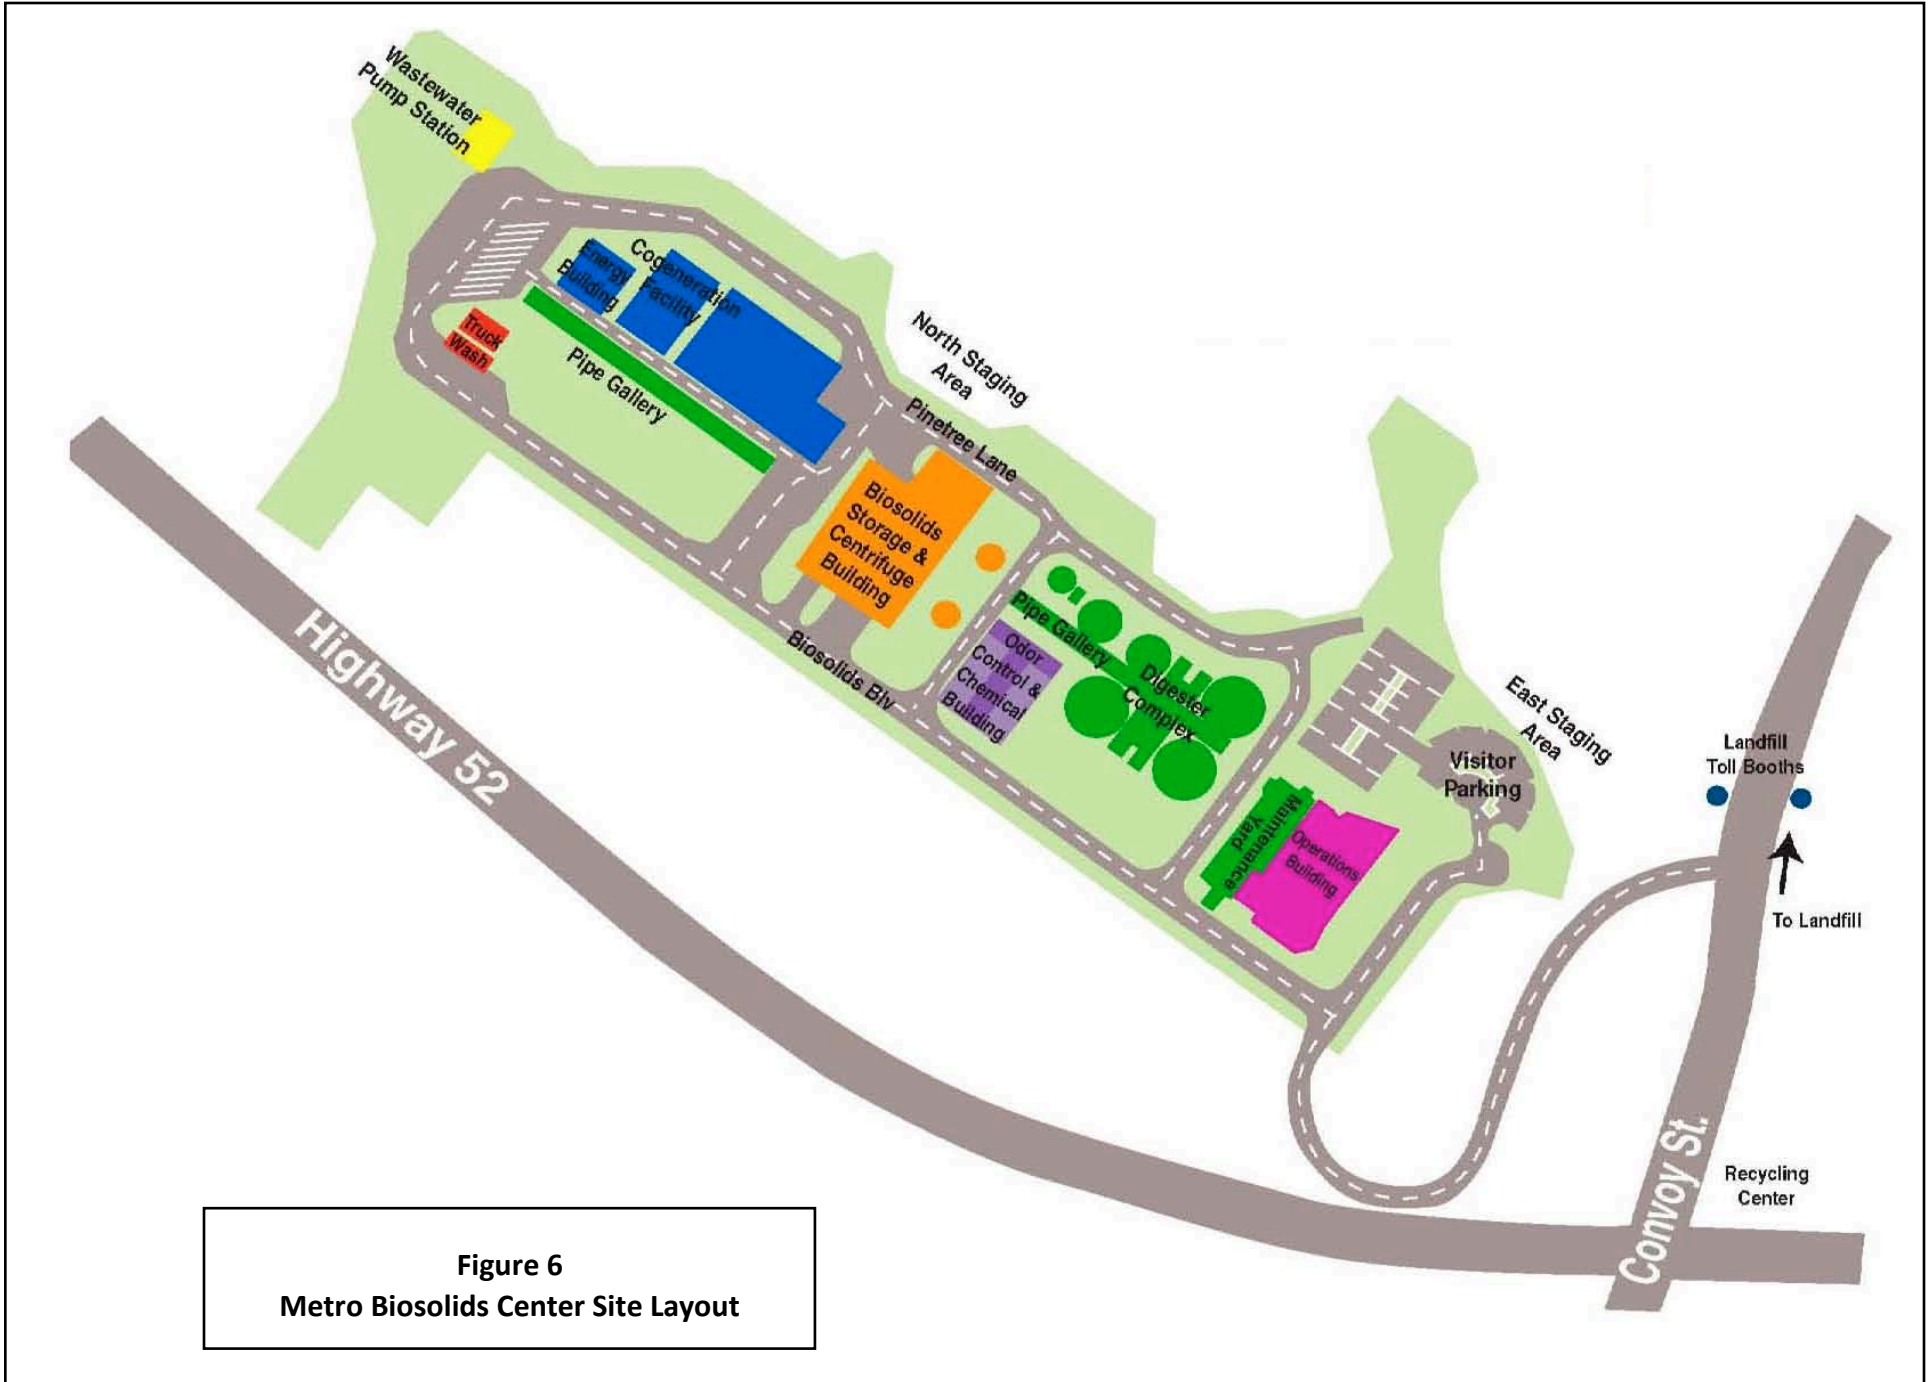 Wastewater
Pump Station
Energy
Building
Cogeneration
Facility
Truck
Wash
Pipe Gallery
North Staging
Area
Pinetree Lane
Biosolids
Storage &
Centrifuge
Building
Pipe Gallery
Digester
Complex
Odor
Control &
Chemical
Building
Biosolids Blv
Highway 52
East Staging
Area
Visitor
Parking
Maintenance
Yard
Operations
Building
Landfill
Toll Booths
To Landfill
Recycling
Center
Convoy St.
Figure 6
Metro Biosolids Center Site Layout